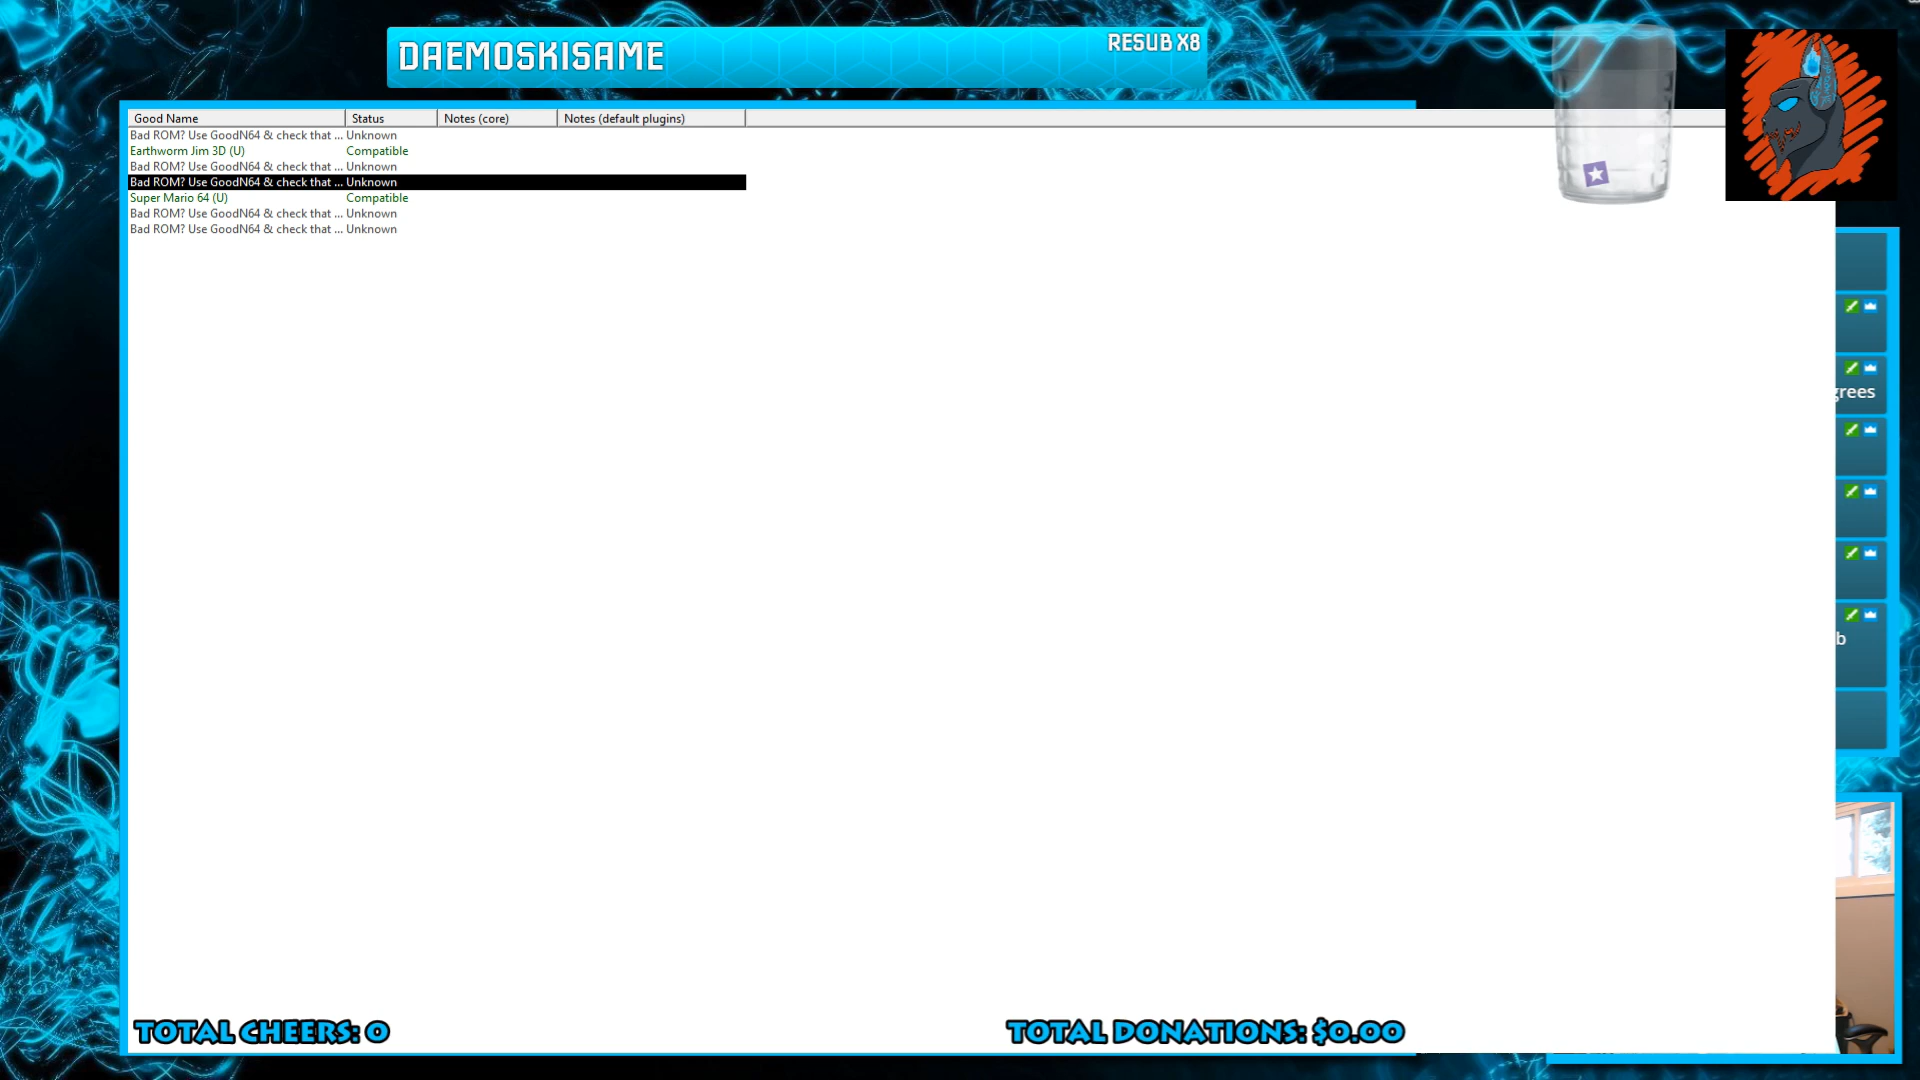 DAEMOSKISAME
RESUB X8
Good Name Status Notes (core) Notes (default plugins)
Bad ROM? Use GoodN64 & check that ... Unknown
Earthworm Jim 3D (U) Compatible
Bad ROM? Use GoodN64 & check that ... Unknown
Bad ROM? Use GoodN64 & check that ... Unknown
Super Mario 64 (U) Compatible
Bad ROM? Use GoodN64 & check that ... Unknown
Bad ROM? Use GoodN64 & check that ... Unknown
grees
b
TOTAL CHEERS: 0
TOTAL DONATIONS: $0.00